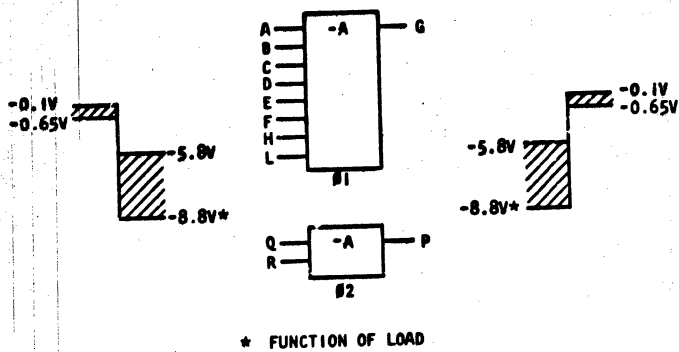 A
B
C
D
E
F
H
L
-A
G
Ø1
-0.1V
-0.65V
-5.8V
-8.8V*
-0.1V
-0.65V
-5.8V
-8.8V*
Q
R
-A
P
Ø2
* FUNCTION OF LOAD